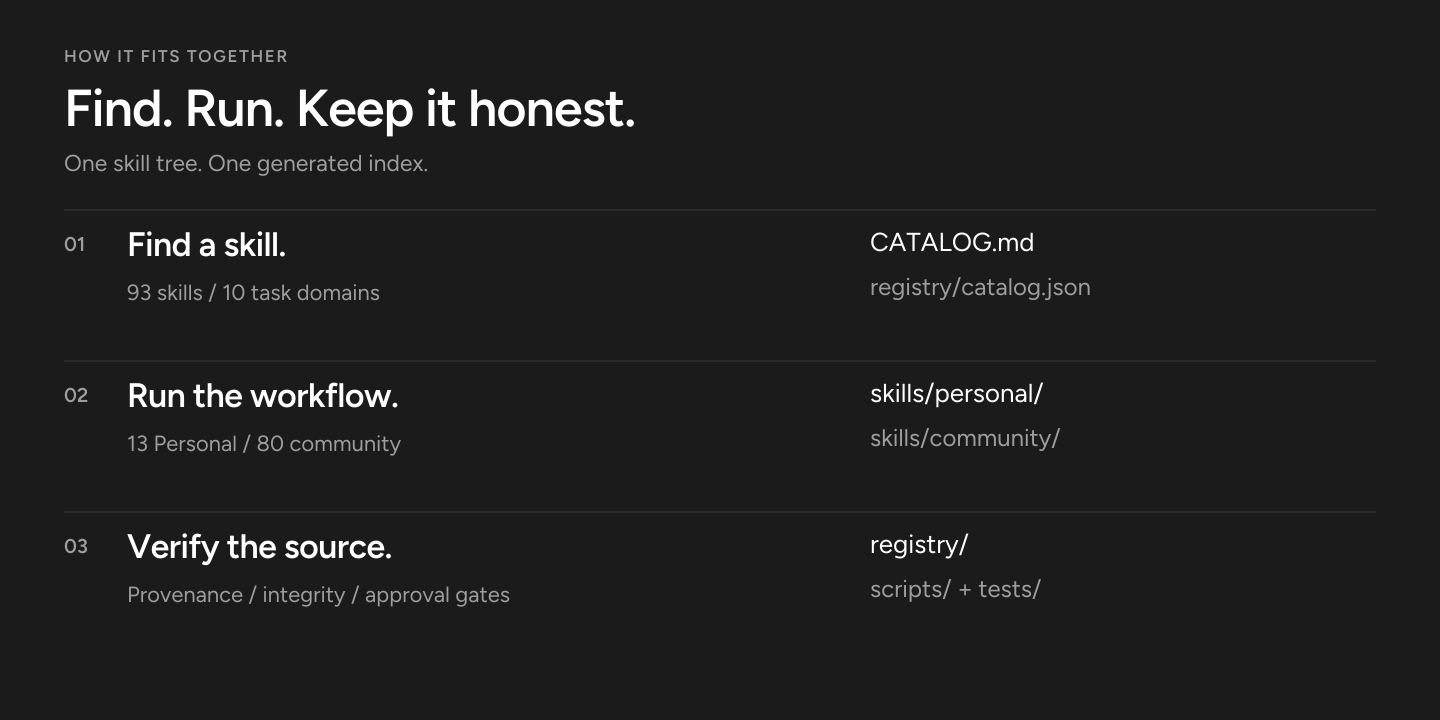 HOW IT FITS TOGETHER
Find. Run. Keep it honest.
One skill tree. One generated index.
01
Find a skill.
93 skills / 10 task domains
CATALOG.md
registry/catalog.json
02
Run the workflow.
13 Personal / 80 community
skills/personal/
skills/community/
03
Verify the source.
Provenance / integrity / approval gates
registry/
scripts/ + tests/